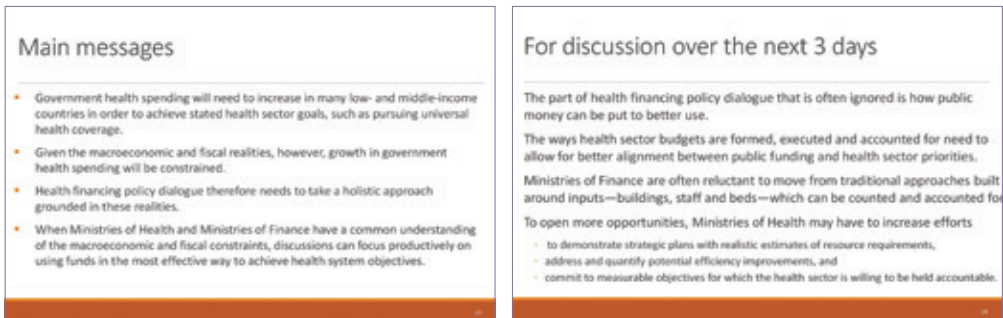 Main messages
Government health spending will need to increase in many low- and middle-income
countries in order to achieve stated health sector goals, such as pursuing universal
health coverage.
Given the macroeconomic and fiscal realities, however, growth in government
health spending will be constrained.
Health financing policy dialogue therefore needs to take a holistic approach
grounded in these realities.
When Ministries of Health and Ministries of Finance have a common understanding
of the macroeconomic and fiscal constraints, discussions can focus productively on
using funds in the most effective way to achieve health system objectives.
For discussion over the next 3 days
The part of health financing policy dialogue that is often ignored is how public
money can be put to better use.
The ways health sector budgets are formed, executed and accounted for need to
allow for better alignment between public funding and health sector priorities.
Ministries of Finance are often reluctant to move from traditional approaches built
around inputs—buildings, staff and beds—which can be counted and accounted for
To open more opportunities, Ministries of Health may have to increase efforts
to demonstrate strategic plans with realistic estimates of resource requirements,
address and quantify potential efficiency improvements, and
commit to measurable objectives for which the health sector is willing to be held accountable.